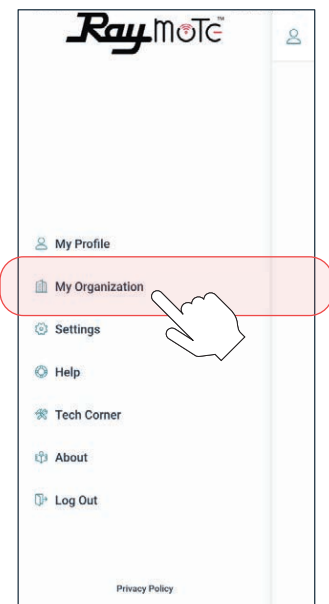 RaymoTe™
My Profile
My Organization
Settings
Help
Tech Corner
About
Log Out
Privacy Policy